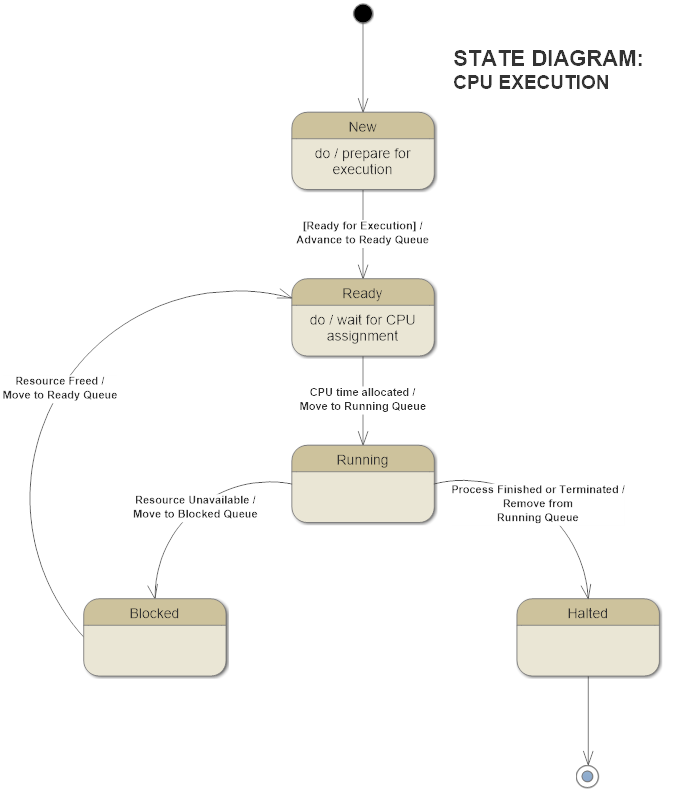 STATE DIAGRAM:
CPU EXECUTION
New
do / prepare for
execution
[Ready for Execution] /
Advance to Ready Queue
Ready
do / wait for CPU
assignment
Resource Freed /
Move to Ready Queue
CPU time allocated /
Move to Running Queue
Running
Resource Unavailable /
Move to Blocked Queue
Process Finished or Terminated /
Remove from
Running Queue
Blocked
Halted